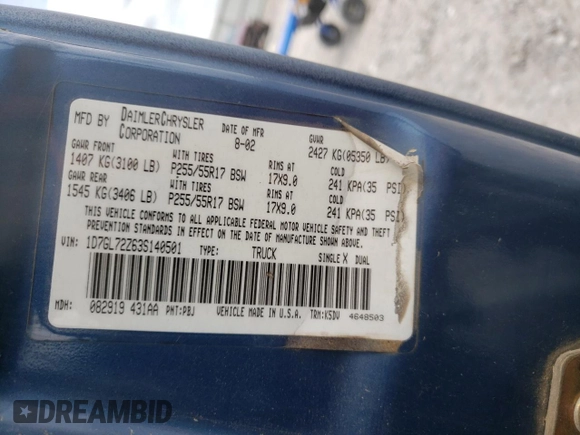 MFD BY DAIMLERCHRYSLER CORPORATION DATE OF MFR 8-02 GVWR 2427 KG(05350 LB)
GAWR FRONT WITH TIRES RIMS AT COLD
1407 KG(3100 LB) P255/55R17 BSW 17X9.0 241 KPA(35 PSI)
GAWR REAR WITH TIRES RIMS AT COLD
1545 KG(3406 LB) P255/55R17 BSW 17X9.0 241 KPA(35 PSI)
THIS VEHICLE CONFORMS TO ALL APPLICABLE FEDERAL MOTOR VEHICLE SAFETY AND THEFT
PREVENTION STANDARDS IN EFFECT ON THE DATE OF MANUFACTURE SHOWN ABOVE.
VIN: 1D7GL72Z63S140501 TYPE: TRUCK SINGLE X DUAL
MDH: 082919 431AA PNT:PBJ MADE IN U.S.A. TRM:K5DV 4648503
DREAMBID